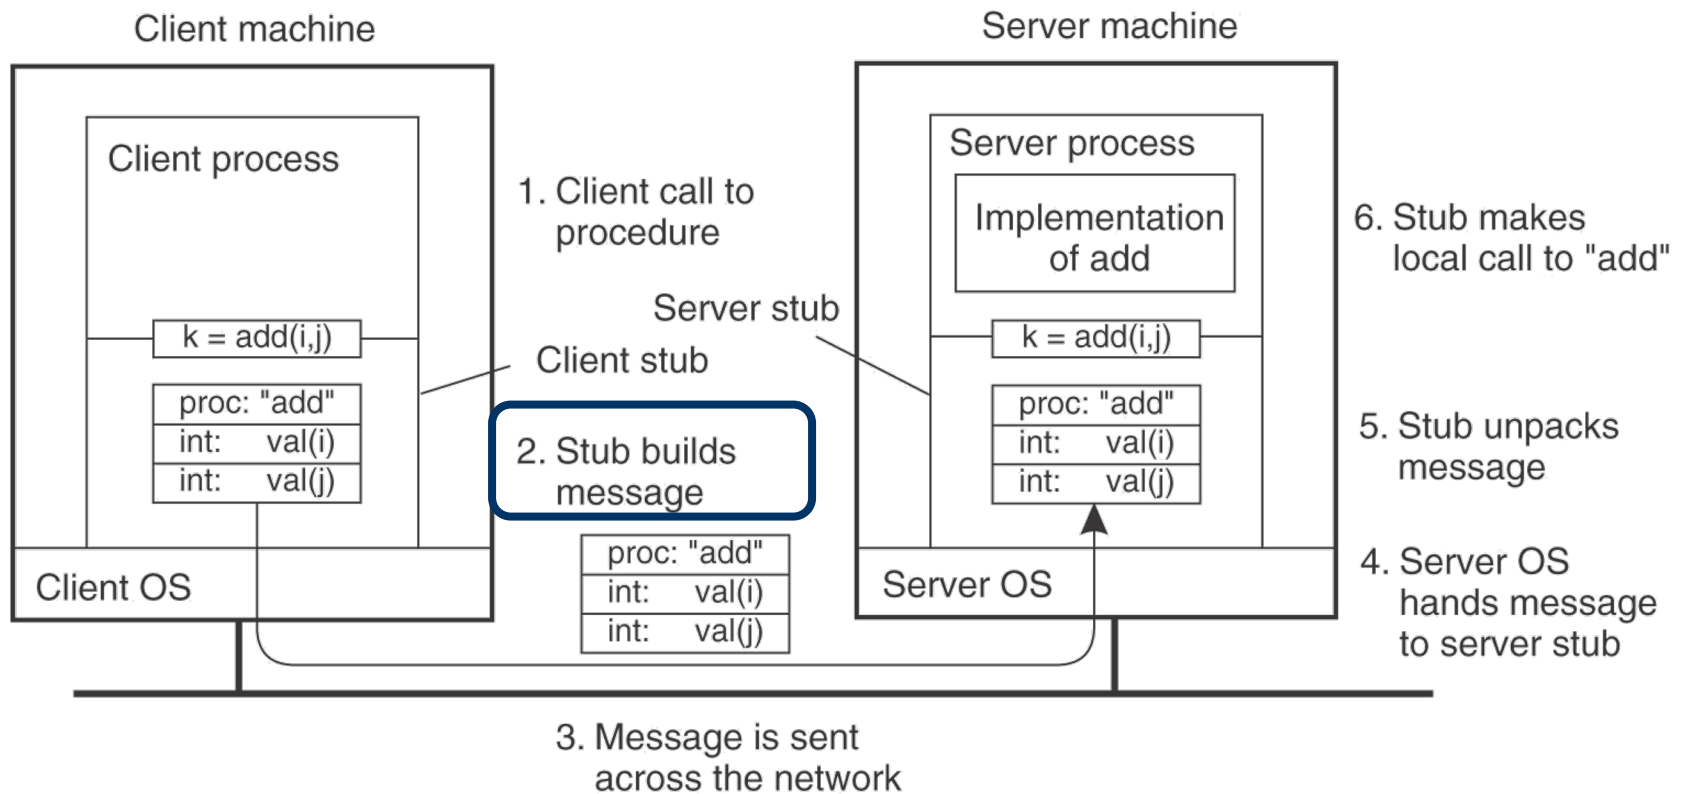 Client machine
Server machine
Client process
1. Client call to
procedure
k = add(i,j)
Client stub
proc: "add"
int: val(i)
int: val(j)
2. Stub builds
message
proc: "add"
int: val(i)
int: val(j)
Client OS
3. Message is sent
across the network
Server process
Implementation
of add
Server stub
k = add(i,j)
proc: "add"
int: val(i)
int: val(j)
Server OS
6. Stub makes
local call to "add"
5. Stub unpacks
message
4. Server OS
hands message
to server stub